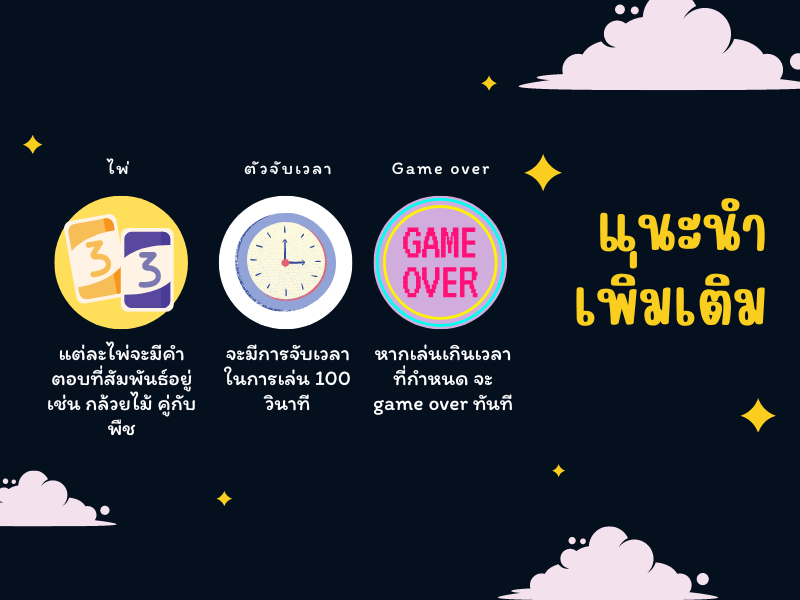 ไพ่
3
3
แต่ละไพ่จะมีคำ
ตอบที่สัมพันธ์อยู่
เช่น กล้วยไม้ คู่กับ
พืช
ตัวจับเวลา
จะมีการจับเวลา
ในการเล่น 100
วินาที
Game over
GAME
OVER
หากเล่นเกินเวลา
ที่กำหนด จะ
game over ทันที
แนะนำ
เพิ่มเติม